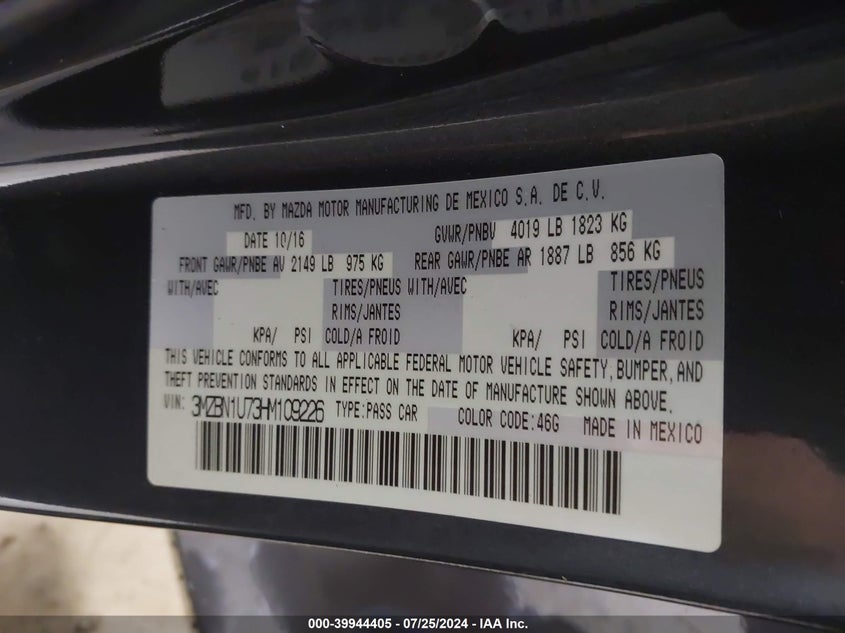 MFD. BY MAZDA MOTOR MANUFACTURING DE MEXICO S.A. DE C.V.
DATE 10/16 GVWR/PNBV 4019 LB 1823 KG
FRONT GAWR/PNBE AV 2149 LB 975 KG REAR GAWR/PNBE AR 1887 LB 856 KG
WITH/AVEC TIRES/PNEUS WITH/AVEC TIRES/PNEUS
RIMS/JANTES RIMS/JANTES
KPA/ PSI COLD/A FROID KPA/ PSI COLD/A FROID
THIS VEHICLE CONFORMS TO ALL APPLICABLE FEDERAL MOTOR VEHICLE SAFETY, BUMPER, AND
THEFT PREVENTION STANDARDS IN EFFECT ON THE DATE OF MANUFACTURE SHOWN ABOVE.
VIN: 3MZBN1U73HM109226 TYPE:PASS CAR COLOR CODE:46G MADE IN MEXICO
000-39944405 - 07/25/2024 - IAA Inc.